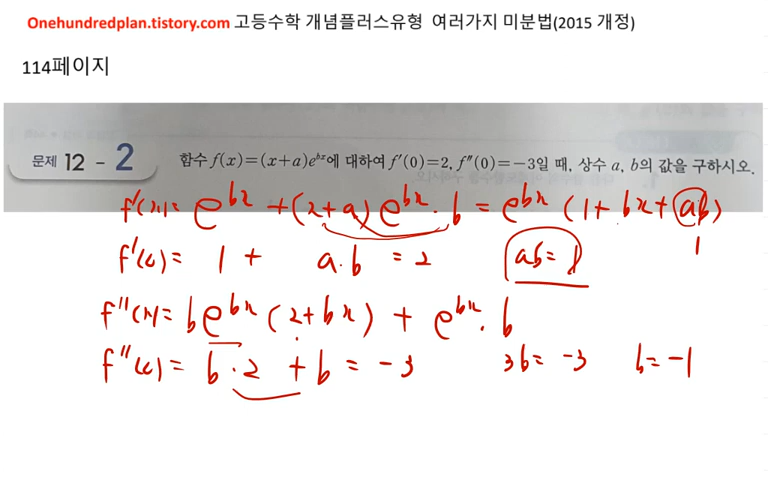 Onehundredplan.tistory.com 고등수학 개념플러스유형 여러가지 미분법(2015 개정)
114페이지
문제 12 - 2 함수 f(x)=(x+a)e^{bx}에 대하여 f′(0)=2, f″(0)=-3일 때, 상수 a, b의 값을 구하시오.
f'(x)= e^{bx} + (x+a)e^{bx}·b = e^{bx}(1+bx+ab)
1
f'(0)= 1 + a·b = 2 ab=1
f''(x)= be^{bx}(2+bx) + e^{bx}·b
f''(0)= b·2 + b = -3 3b=-3 b=-1